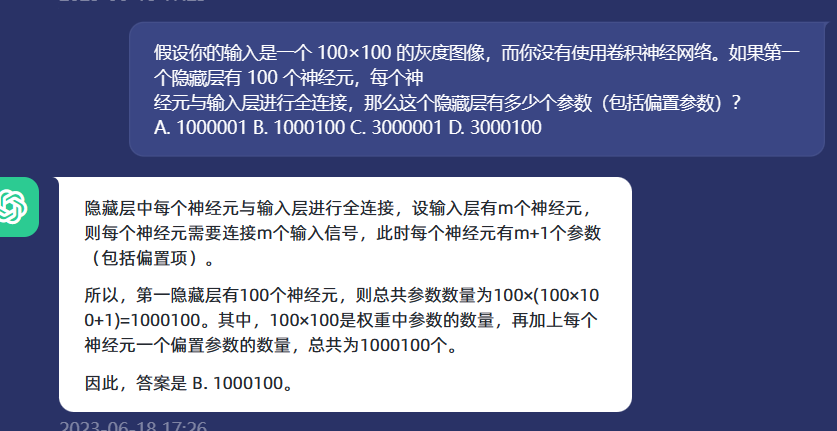 假设你的输入是一个 100×100 的灰度图像，而你没有使用卷积神经网络。如果第一
个隐藏层有 100 个神经元，每个神
经元与输入层进行全连接，那么这个隐藏层有多少个参数（包括偏置参数）?
A. 1000001 B. 1000100 C. 3000001 D. 3000100
隐藏层中每个神经元与输入层进行全连接，设输入层有m个神经元，
则每个神经元需要连接m个输入信号，此时每个神经元有m+1个参数
（包括偏置项）。
所以，第一隐藏层有100个神经元，则总共参数数量为100×(100×10
0+1)=1000100。其中，100×100是权重中参数的数量，再加上每个
神经元一个偏置参数的数量，总共为1000100个。
因此，答案是 B. 1000100。
2023-06-18 17:26